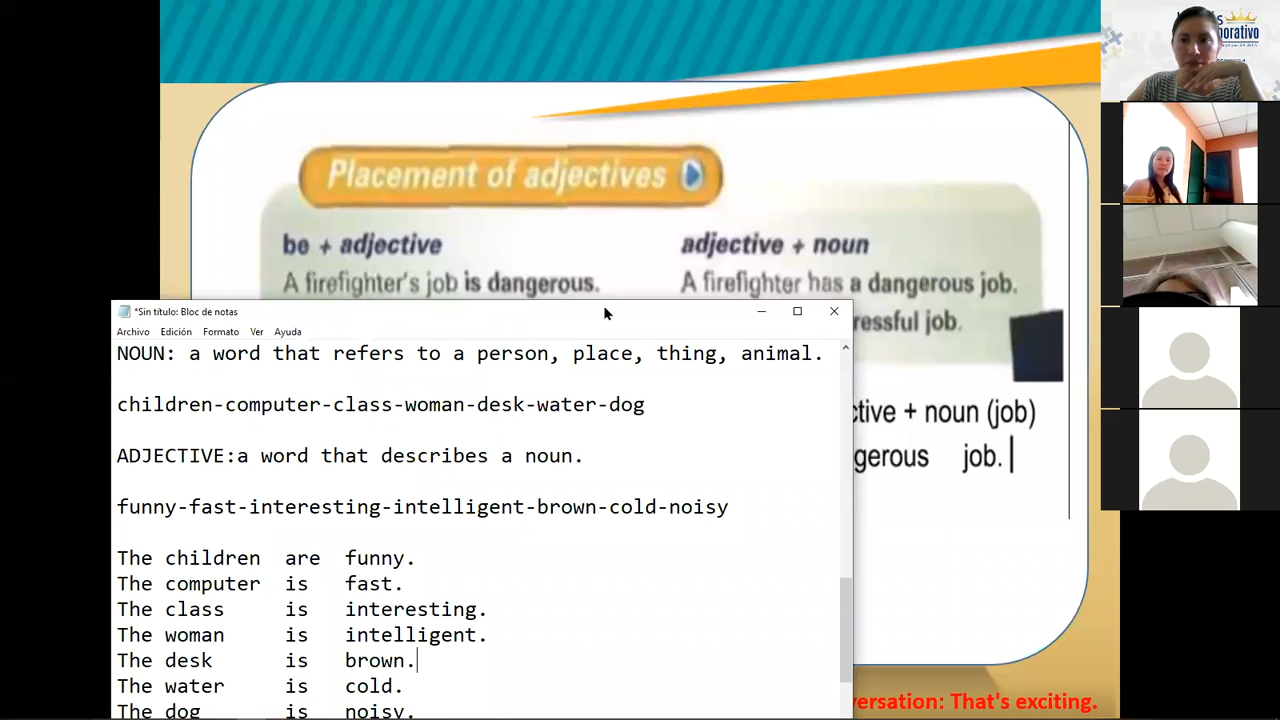 Placement of adjectives
be + adjective
adjective + noun
A firefighter's job is dangerous.
A firefighter has a dangerous job.
ressful job.
*Sin título: Bloc de notas
Archivo Edición Formato Ver Ayuda
NOUN: a word that refers to a person, place, thing, animal.
children-computer-class-woman-desk-water-dog
ADJECTIVE:a word that describes a noun.
funny-fast-interesting-intelligent-brown-cold-noisy
The children are funny.
The computer is fast.
The class is interesting.
The woman is intelligent.
The desk is brown.
The water is cold.
The dog is noisy.
ctive + noun (job)
gerous job.
versation: That's exciting.